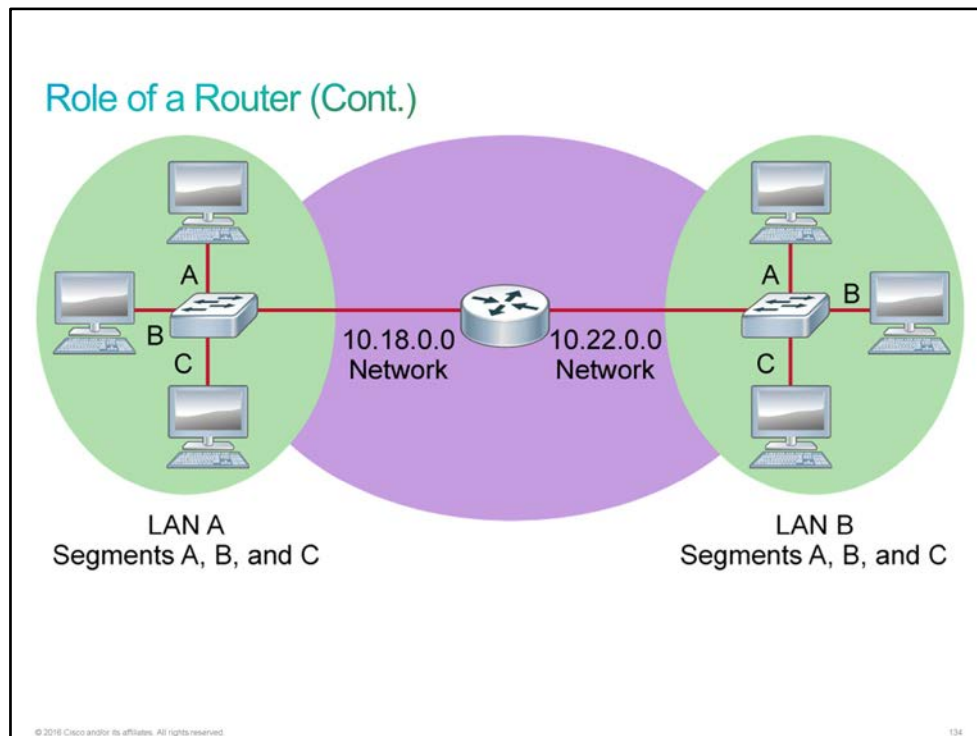 Role of a Router (Cont.)
A
B
C
10.18.0.0
Network
10.22.0.0
Network
A
B
C
LAN A
Segments A, B, and C
LAN B
Segments A, B, and C
© 2016 Cisco and/or its affiliates. All rights reserved.
134